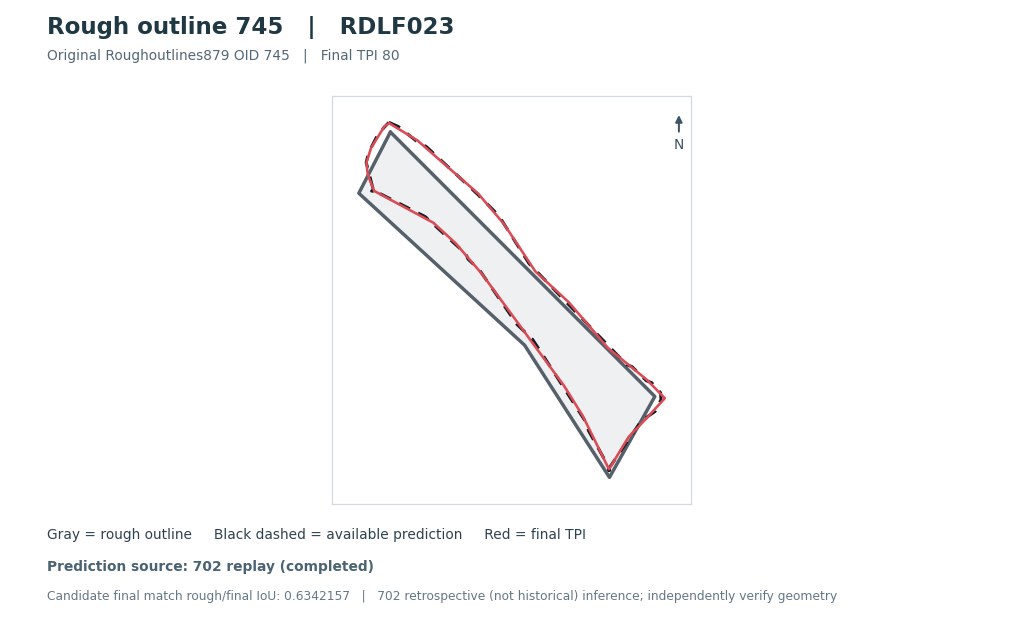 Rough outline 745 | RDLF023
Original Roughoutlines879 OID 745 | Final TPI 80
N
Gray = rough outline Black dashed = available prediction Red = final TPI
Prediction source: 702 replay (completed)
Candidate final match rough/final IoU: 0.6342157 | 702 retrospective (not historical) inference; independently verify geometry